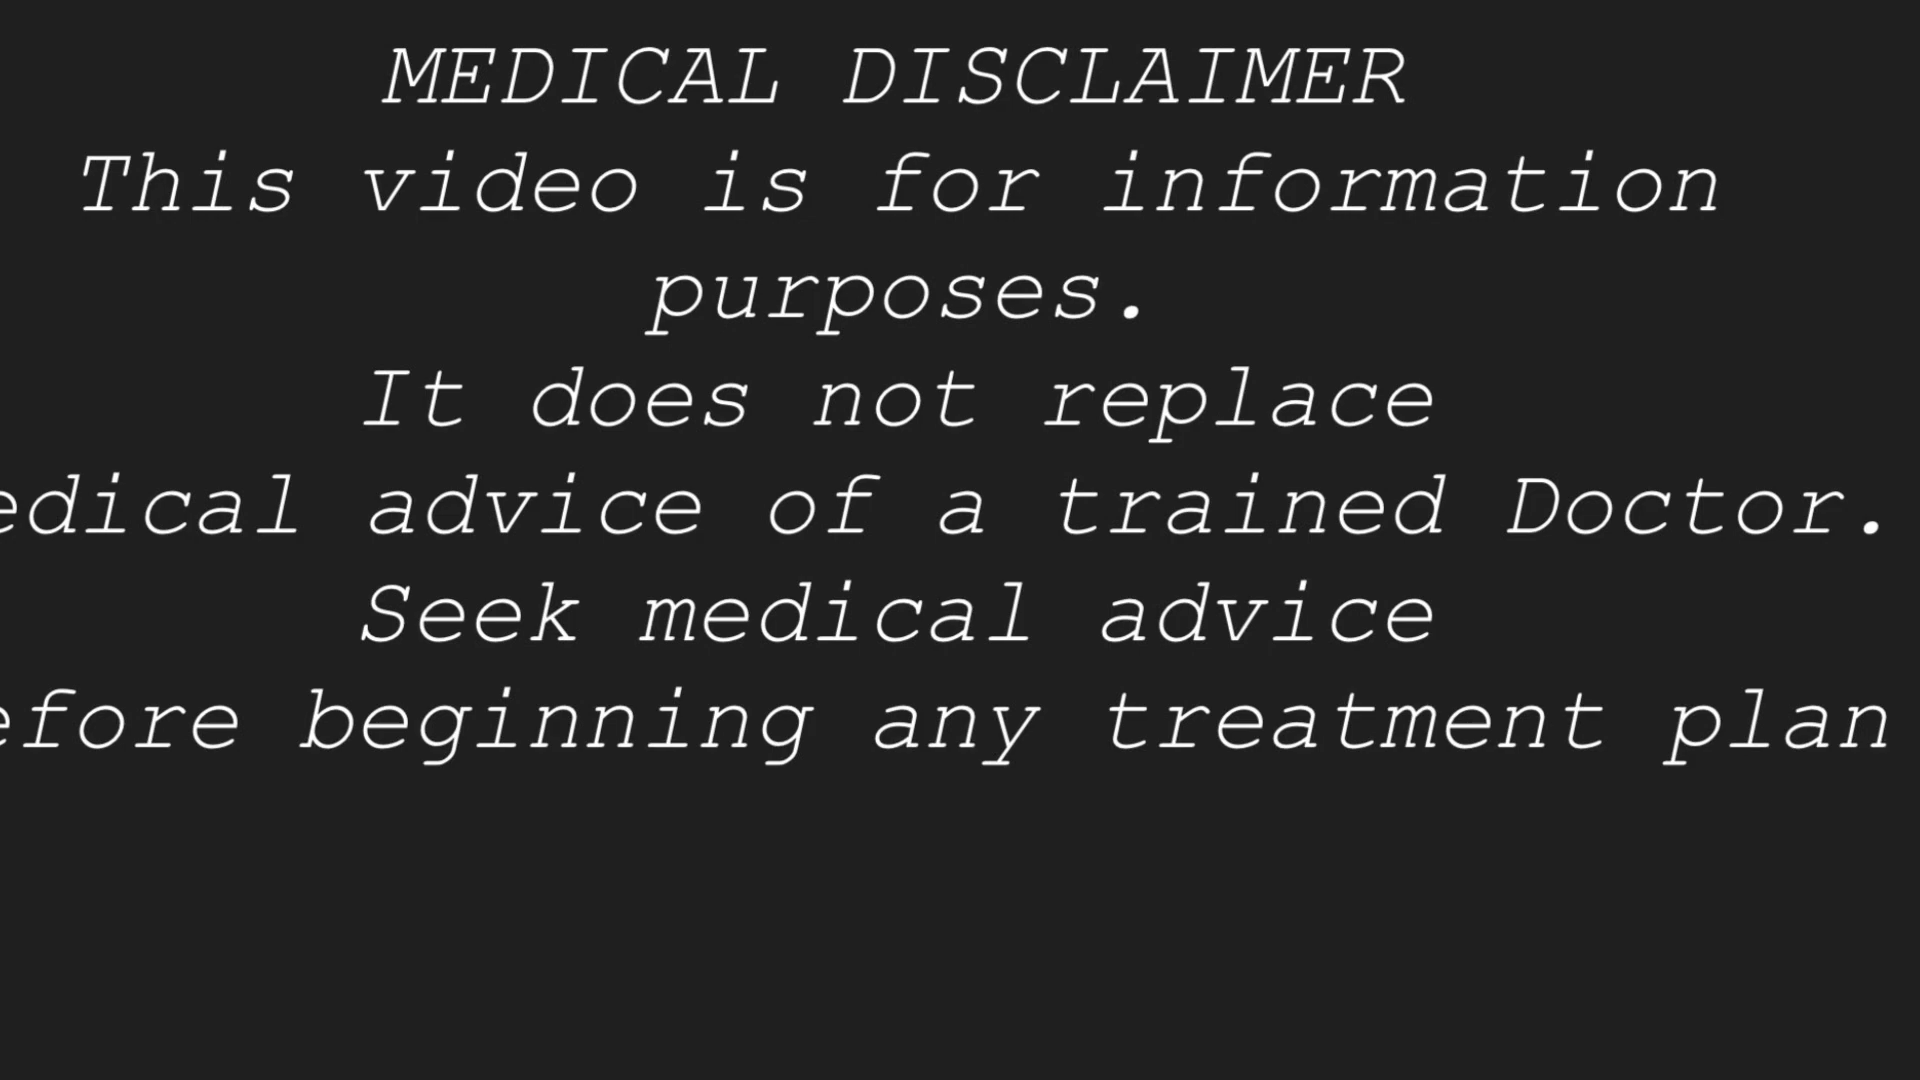 MEDICAL DISCLAIMER
This video is for information
purposes.
It does not replace
edical advice of a trained Doctor.
Seek medical advice
efore beginning any treatment plan